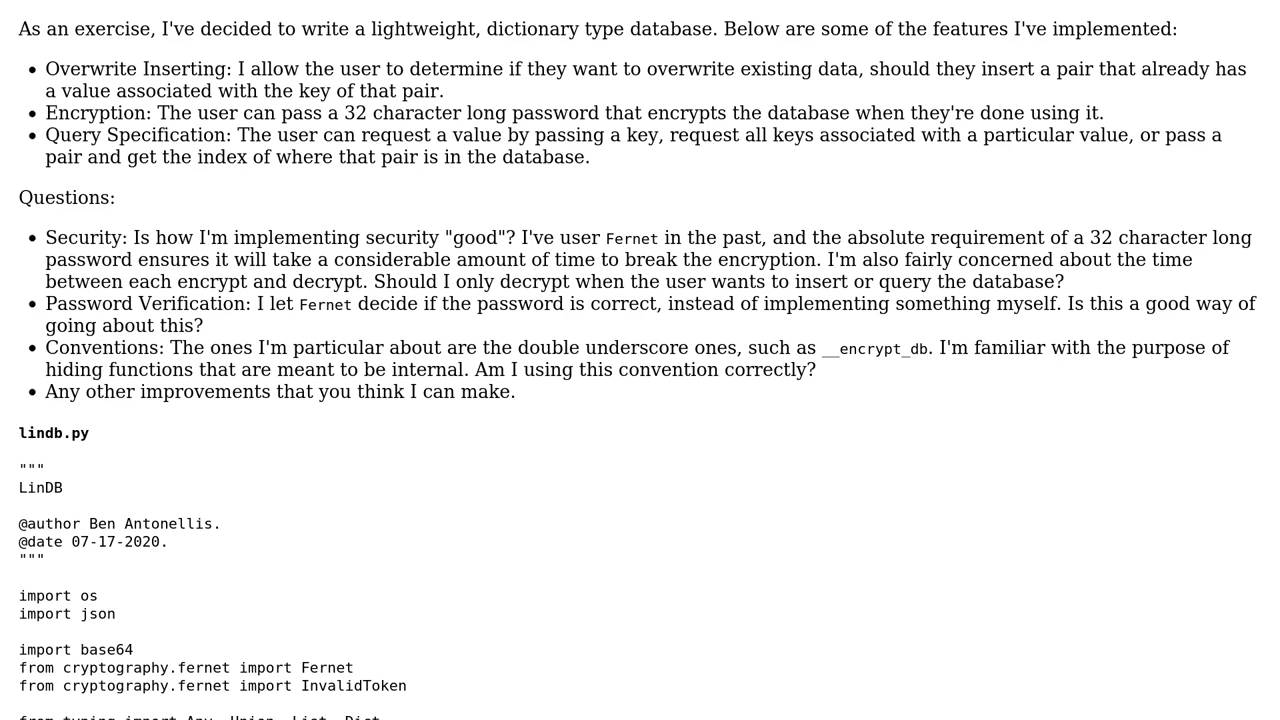 As an exercise, I've decided to write a lightweight, dictionary type database. Below are some of the features I've implemented:
• Overwrite Inserting: I allow the user to determine if they want to overwrite existing data, should they insert a pair that already has
a value associated with the key of that pair.
• Encryption: The user can pass a 32 character long password that encrypts the database when they're done using it.
• Query Specification: The user can request a value by passing a key, request all keys associated with a particular value, or pass a
pair and get the index of where that pair is in the database.
Questions:
• Security: Is how I'm implementing security "good"? I've user Fernet in the past, and the absolute requirement of a 32 character long
password ensures it will take a considerable amount of time to break the encryption. I'm also fairly concerned about the time
between each encrypt and decrypt. Should I only decrypt when the user wants to insert or query the database?
• Password Verification: I let Fernet decide if the password is correct, instead of implementing something myself. Is this a good way of
going about this?
• Conventions: The ones I'm particular about are the double underscore ones, such as __encrypt_db. I'm familiar with the purpose of
hiding functions that are meant to be internal. Am I using this convention correctly?
• Any other improvements that you think I can make.
lindb.py
"""
LinDB
@author Ben Antonellis.
@date 07-17-2020.
"""
import os
import json
import base64
from cryptography.fernet import Fernet
from cryptography.fernet import InvalidToken
from typing import Any, Union, List, Dict